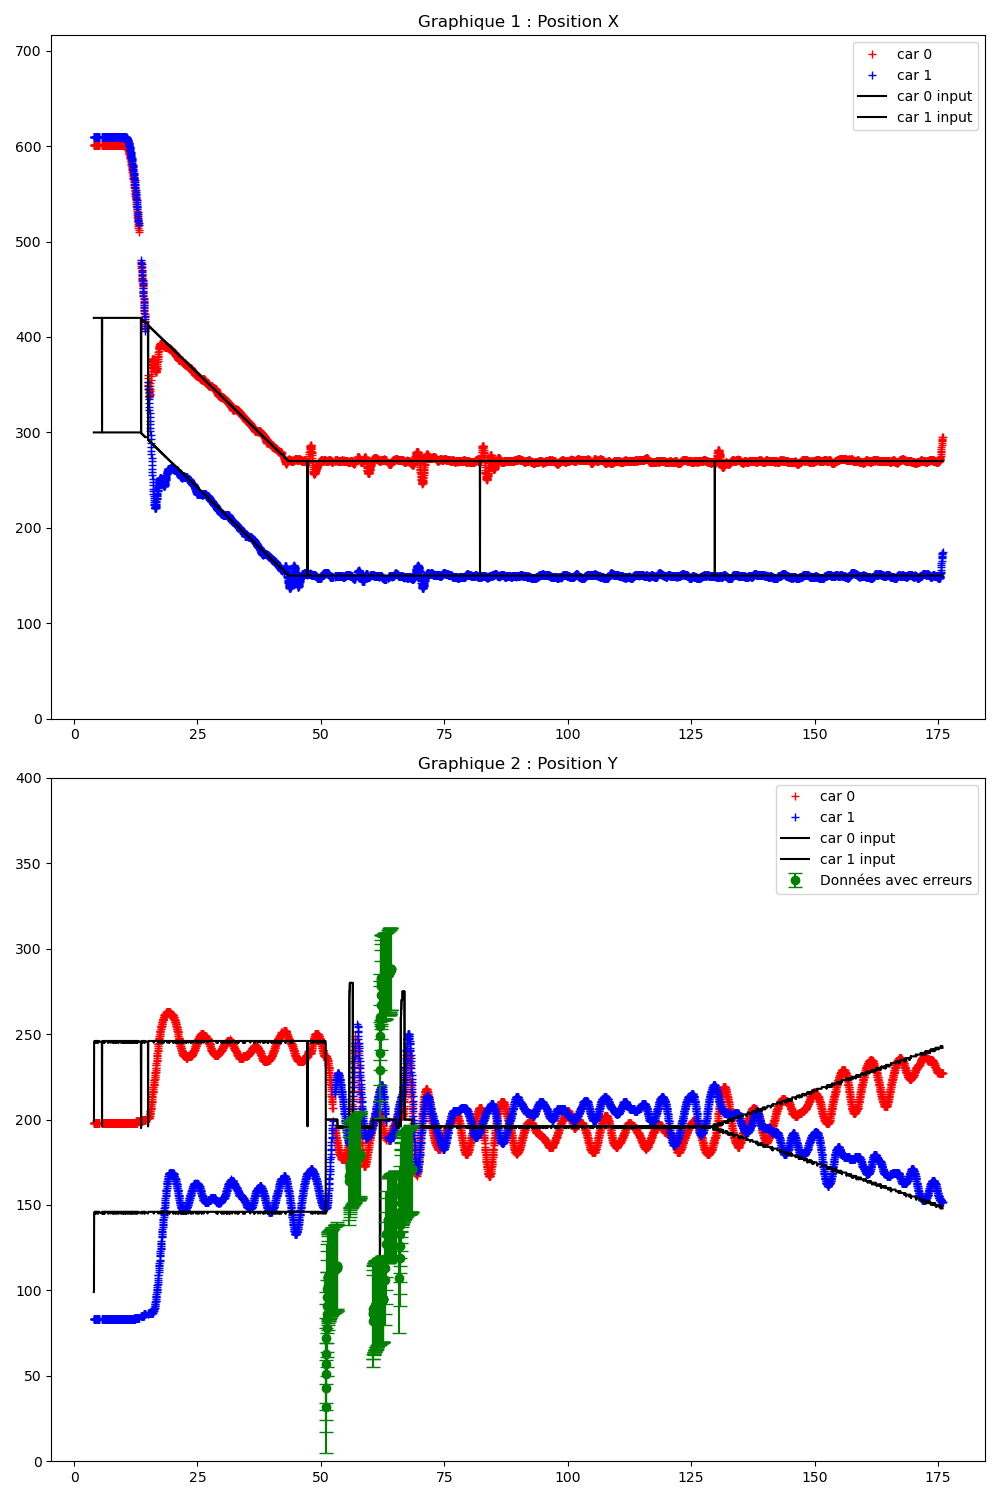 Graphique 1 : Position X
700
600
500
400
300
200
100
0
car 0
car 1
car 0 input
car 1 input
0 25 50 75 100 125 150 175
Graphique 2 : Position Y
400
350
300
250
200
150
100
50
0
car 0
car 1
car 0 input
car 1 input
Données avec erreurs
0 25 50 75 100 125 150 175